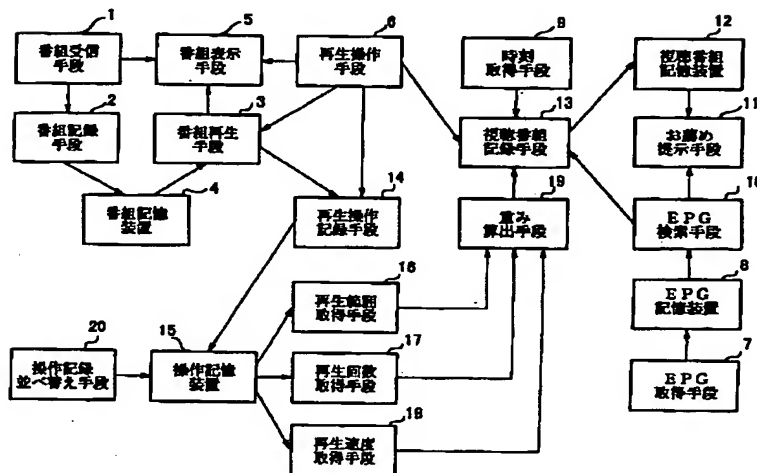 1
番組受信
手段
5
番組表示
手段
6
再生操作
手段
9
時刻
取得手段
12
視聴番組
記憶装置
2
番組記録
手段
3
番組再生
手段
13
視聴番組
記録手段
11
お薦め
提示手段
4
番組記憶
装置
14
再生操作
記録手段
19
重み
算出手段
10
EPG
検索手段
16
再生範囲
取得手段
8
EPG
記憶装置
20
操作記録
並べ替え手段
15
操作記憶
装置
17
再生回数
取得手段
7
EPG
取得手段
18
再生速度
取得手段